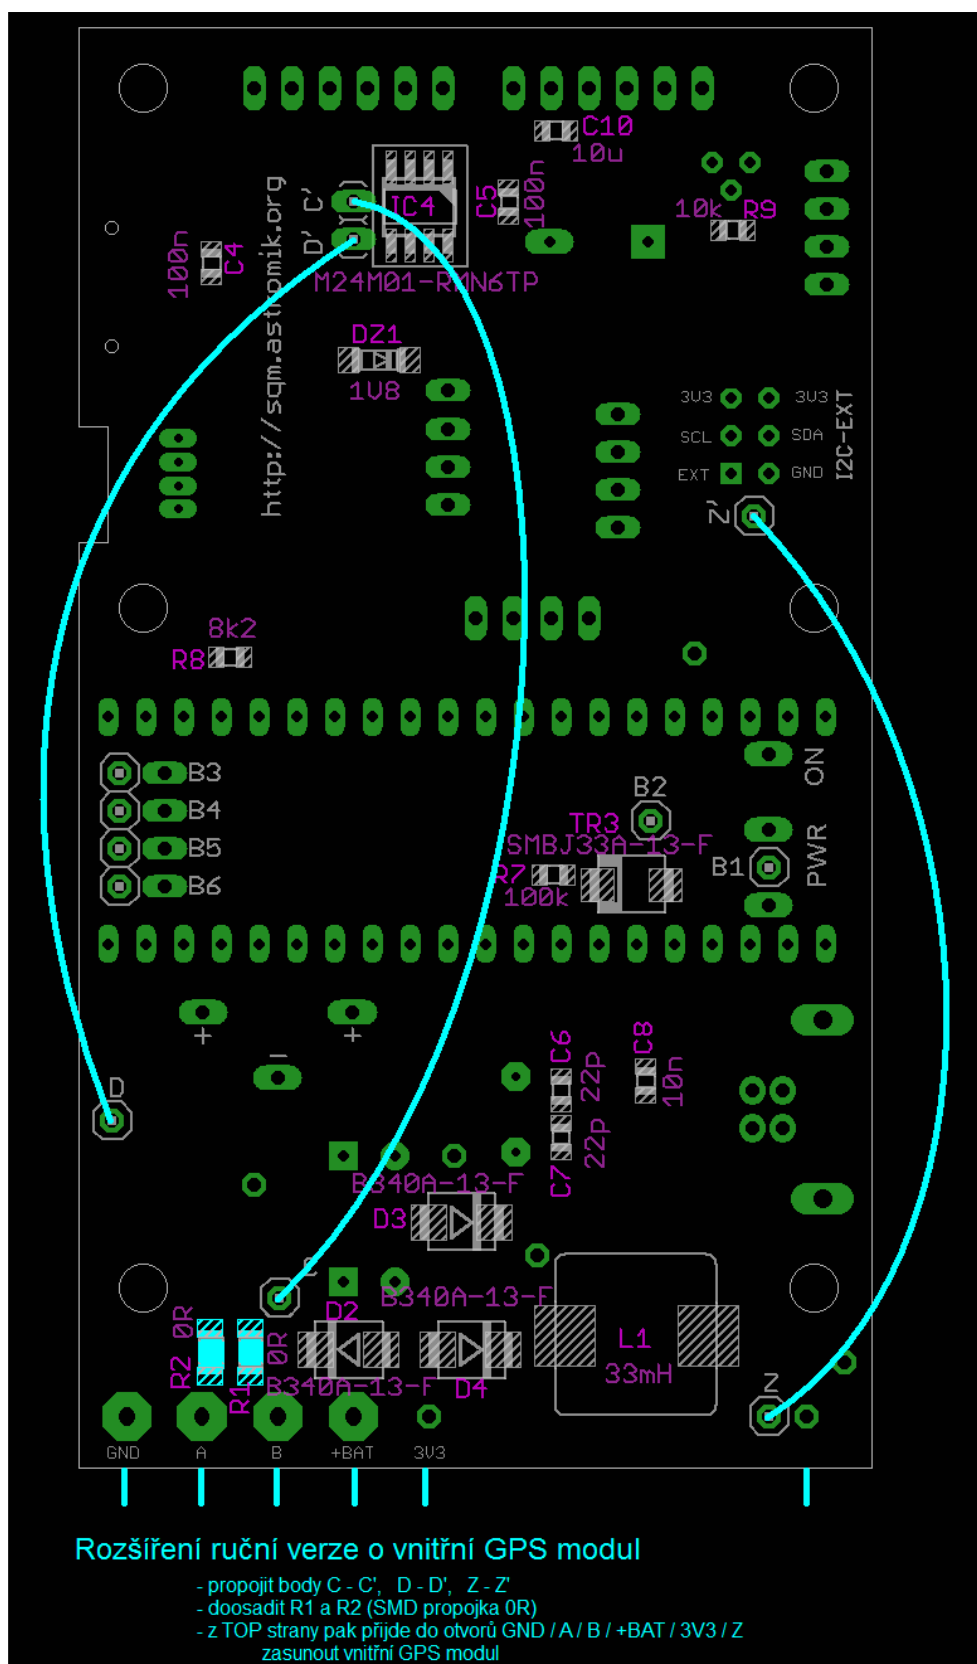 C10
10u
IC4
C5
100n
C'
D'
10k R9
C4
100n
http://sqm.astromik.org
M24M01-RMN6TP
DZ1
1V8
3V3 3V3
SCL SDA
EXT GND
I2C-EXT
Z'
8k2
R8
B3
B4
B5
B6
ON
PWR
B2
TR3
SMBJ33A-13-F
B1
R7
100k
+ +
-
C6
22p
C8
10n
C7
22p
D
B340A-13-F
D3
C
B340A-13-F
D2
0R
0R
R2
R1
B340A-13-F
D4
L1
33mH
Z
GND A B +BAT 3V3
Rozšíření ruční verze o vnitřní GPS modul
- propojit body C - C', D - D', Z - Z'
- doosadit R1 a R2 (SMD propojka 0R)
- z TOP strany pak přijde do otvorů GND / A / B / +BAT / 3V3 / Z
zasunout vnitřní GPS modul